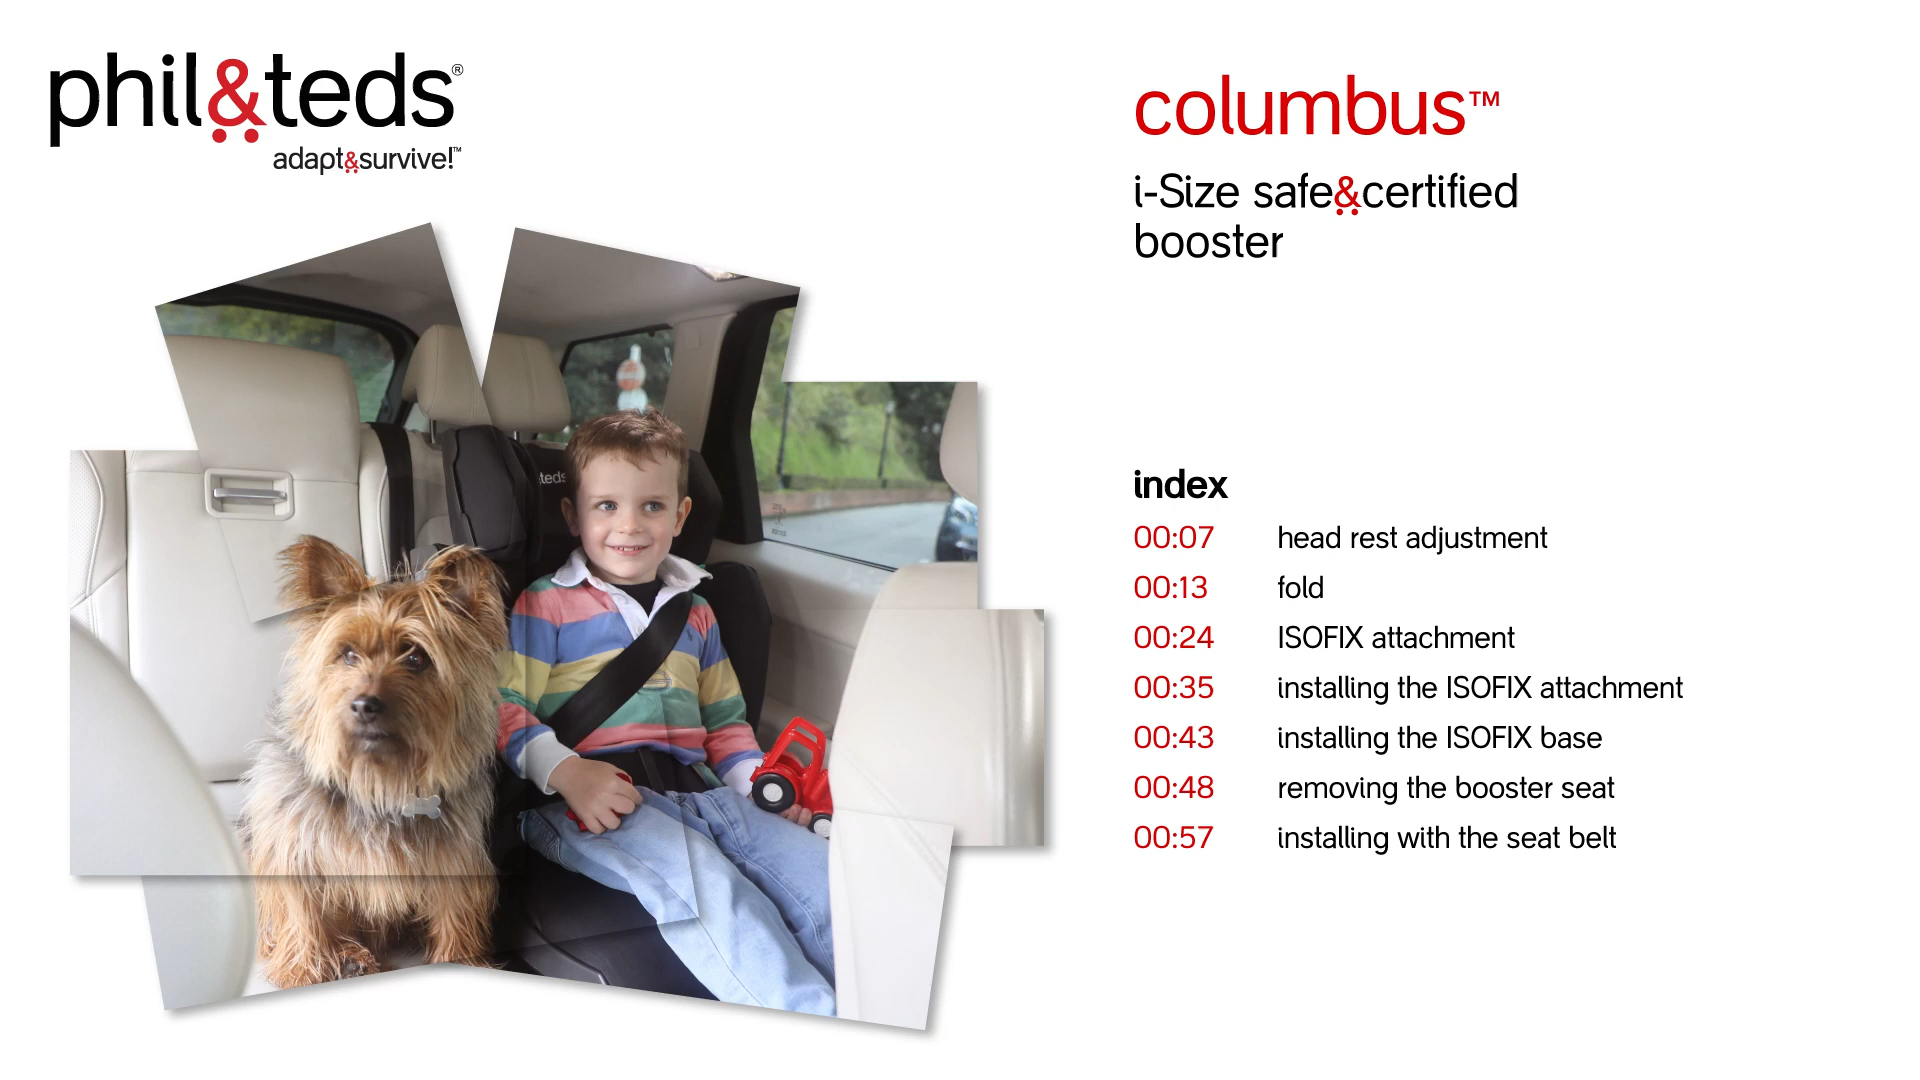 phil&teds®
adapt&survive!™
columbus™
i-Size safe&certified
booster
teds
index
00:07 head rest adjustment
00:13 fold
00:24 ISOFIX attachment
00:35 installing the ISOFIX attachment
00:43 installing the ISOFIX base
00:48 removing the booster seat
00:57 installing with the seat belt